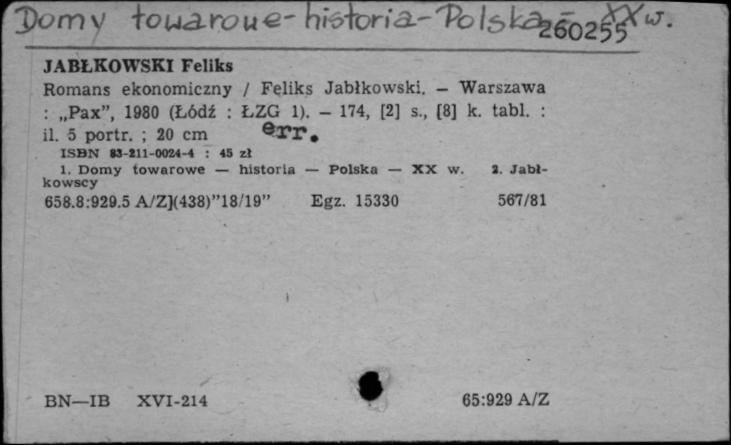 Domy towarowe - historia - Polska - XX w.
260255
JABŁKOWSKI Feliks
Romans ekonomiczny / Feliks Jabłkowski. — Warszawa
: „Pax”, 1980 (Łódź : ŁZG 1). — 174, [2] s., [8] k. tabl. :
il. 5 portr. ; 20 cm err.
ISBN 83-211-0024-4 : 45 zł
1. Domy towarowe — historia — Polska — XX w. 2. Jabł-
kowscy
658.8:929.5 A/Z](438)”18/19” Egz. 15330 567/81
BN—IB XVI-214 65:929 A/Z